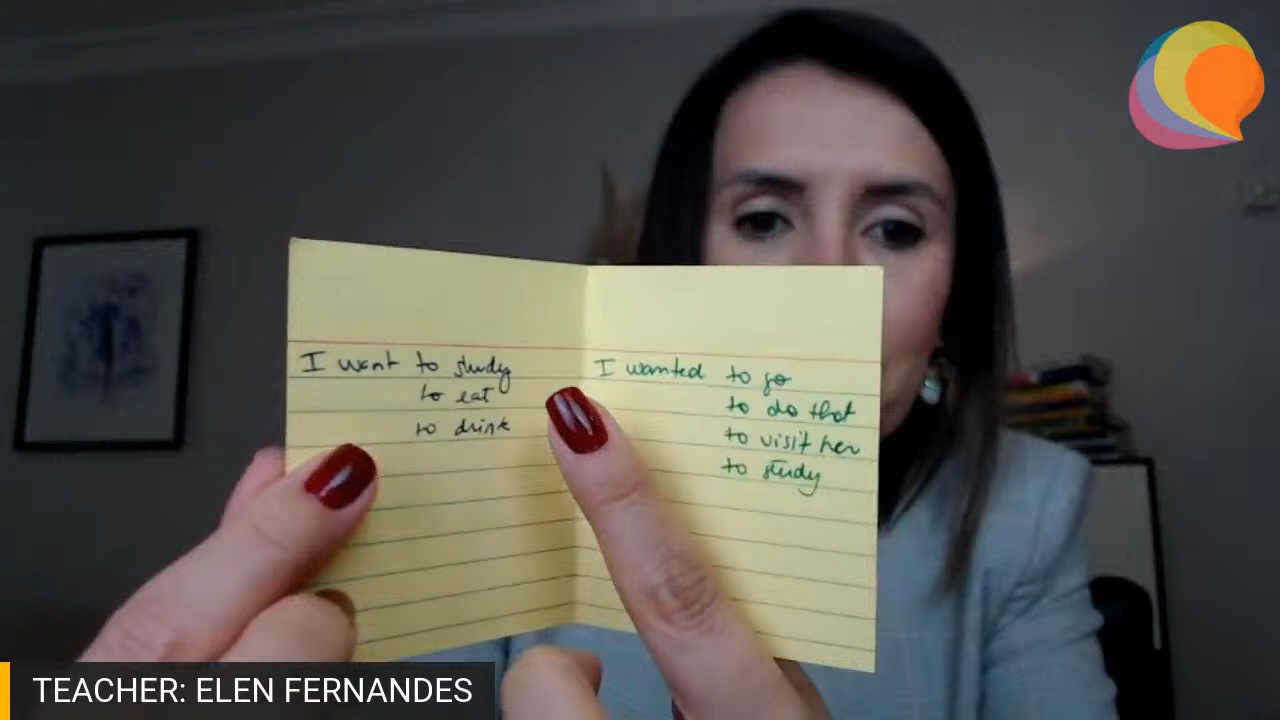 I want to study
to eat
to drink
I wanted to go
to do that
to visit her
to study
TEACHER: ELEN FERNANDES